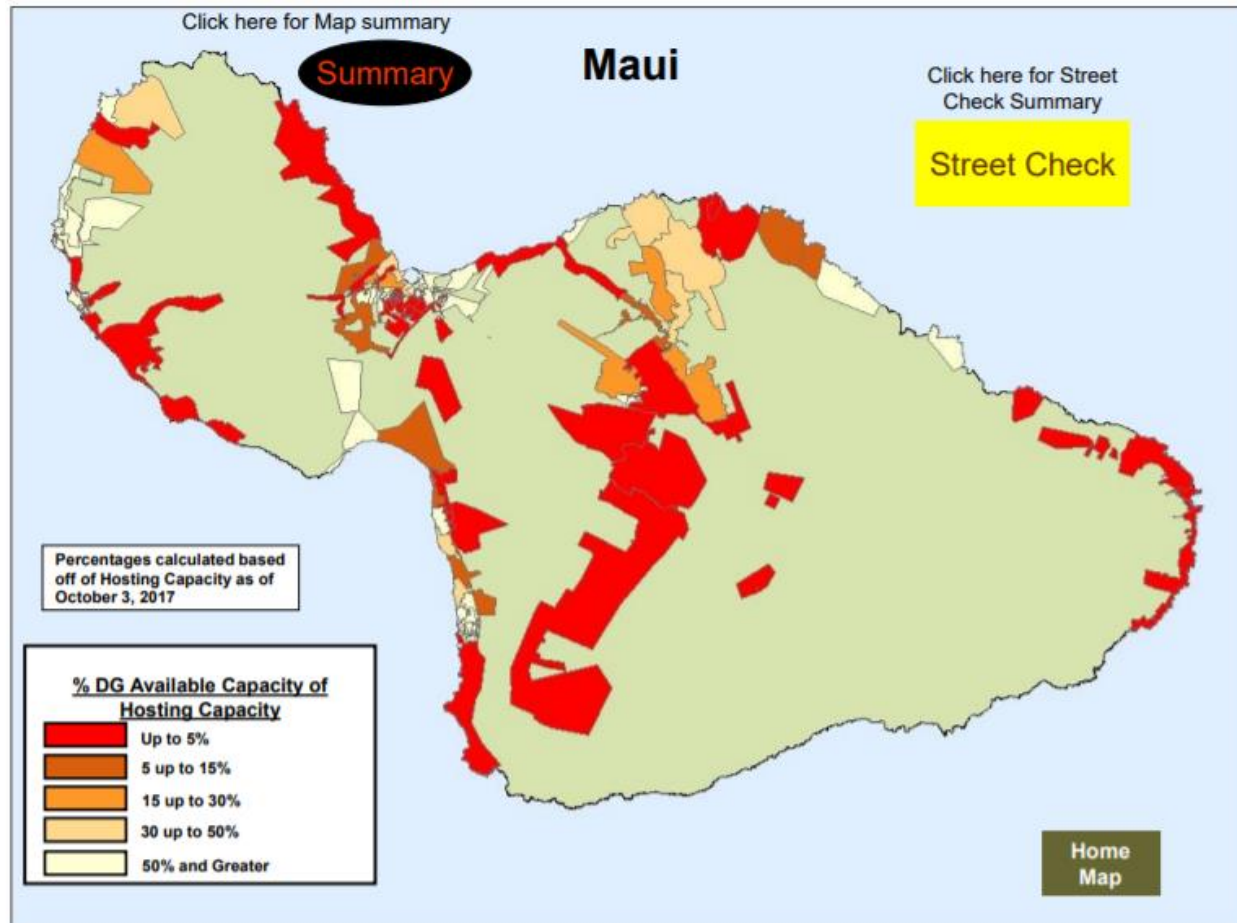 Click here for Map summary
Summary
Maui
Click here for Street
Check Summary
Street Check
Percentages calculated based
off of Hosting Capacity as of
October 3, 2017
% DG Available Capacity of
Hosting Capacity
Up to 5%
5 up to 15%
15 up to 30%
30 up to 50%
50% and Greater
Home
Map